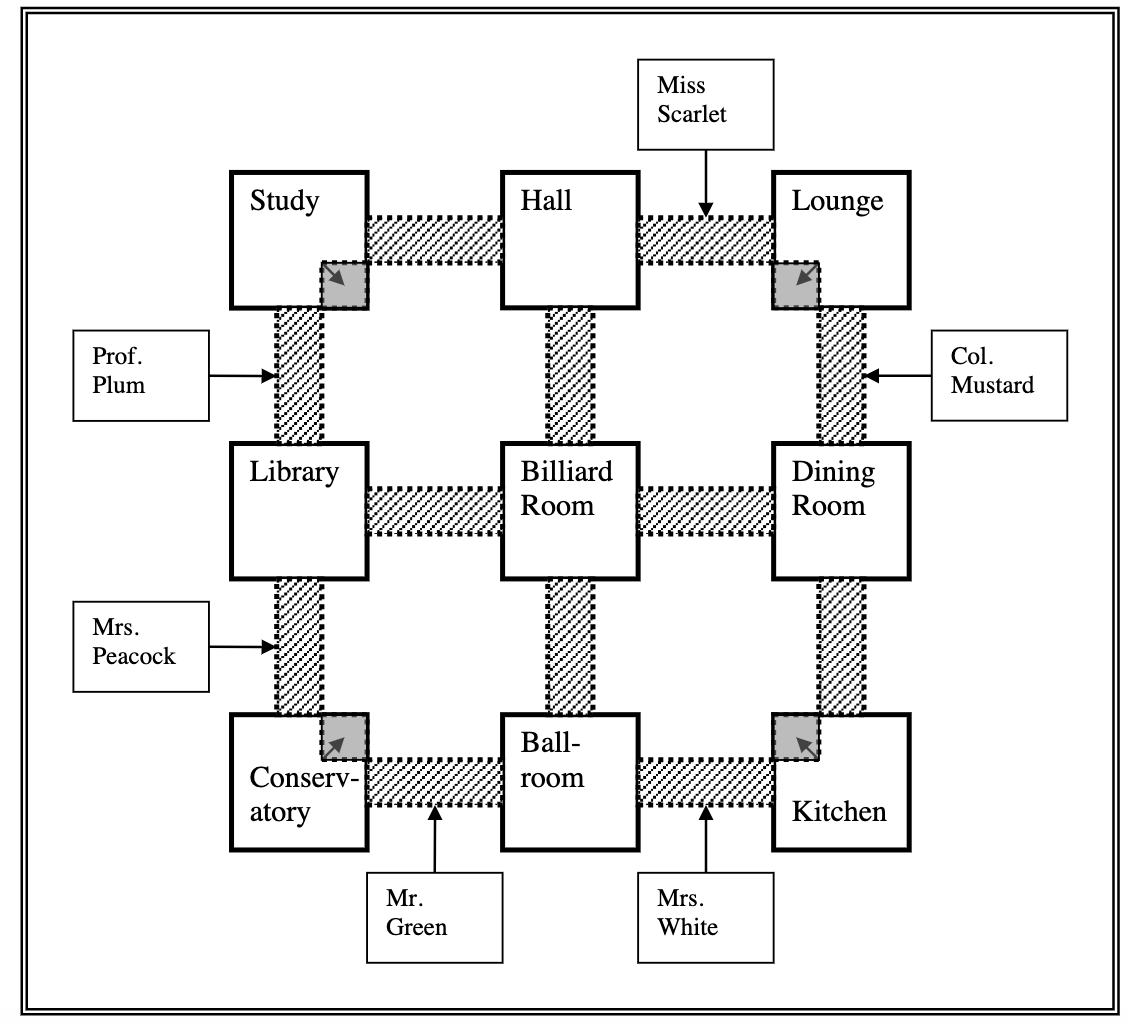 Miss
Scarlet
Study
Hall
Lounge
Prof.
Plum
Col.
Mustard
Library
Billiard
Room
Dining
Room
Mrs.
Peacock
Conserv-
atory
Ball-
room
Kitchen
Mr.
Green
Mrs.
White